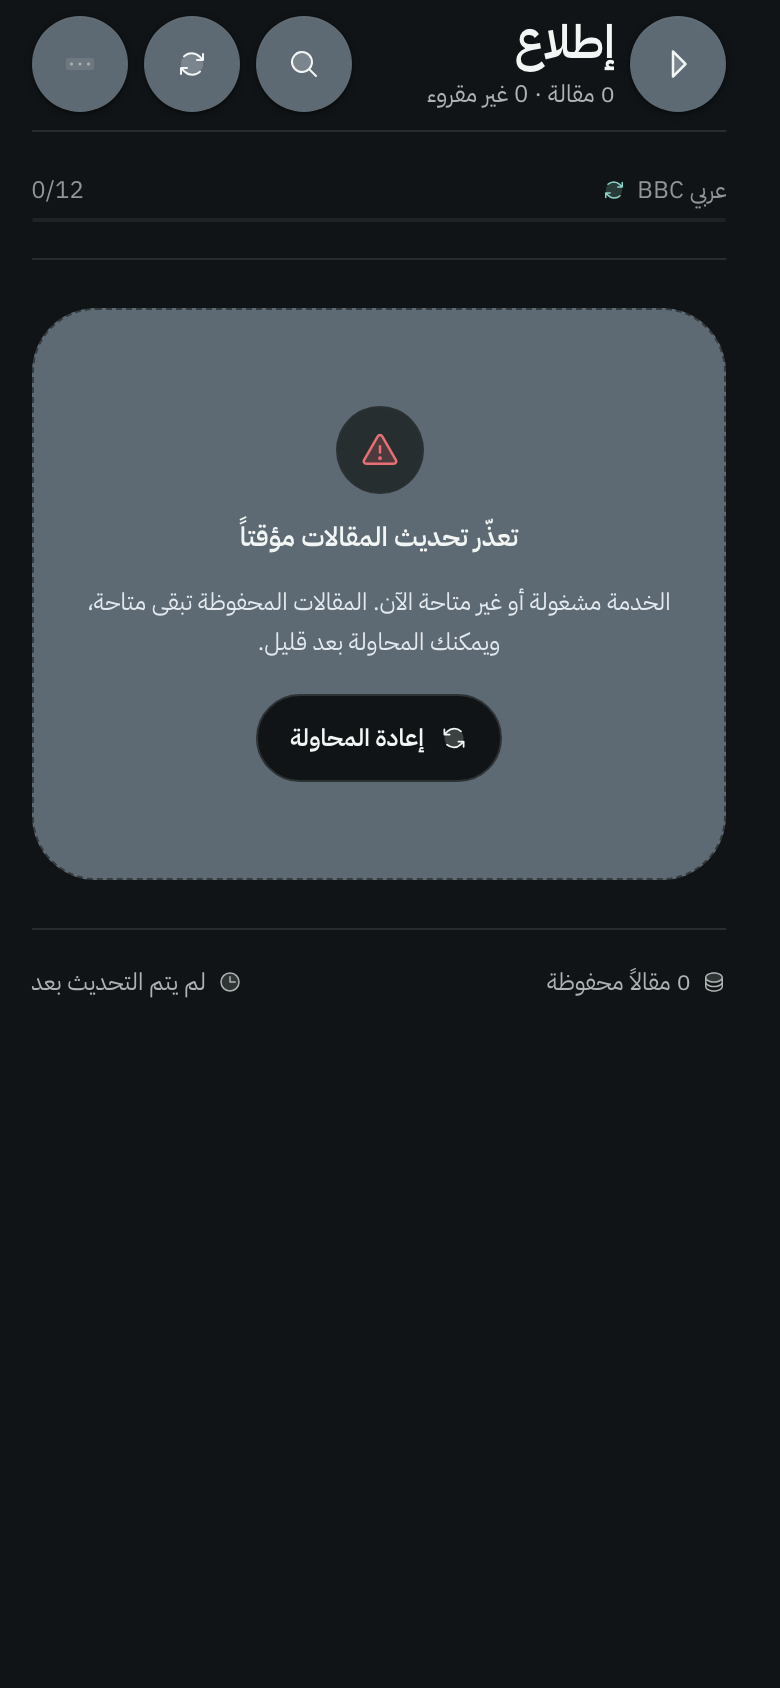 إطلاع
0 مقالة · 0 غير مقروء
عربي BBC
0/12
تعذّر تحديث المقالات مؤقتاً
الخدمة مشغولة أو غير متاحة الآن. المقالات المحفوظة تبقى متاحة،
ويمكنك المحاولة بعد قليل.
إعادة المحاولة
0 مقالاً محفوظة
لم يتم التحديث بعد